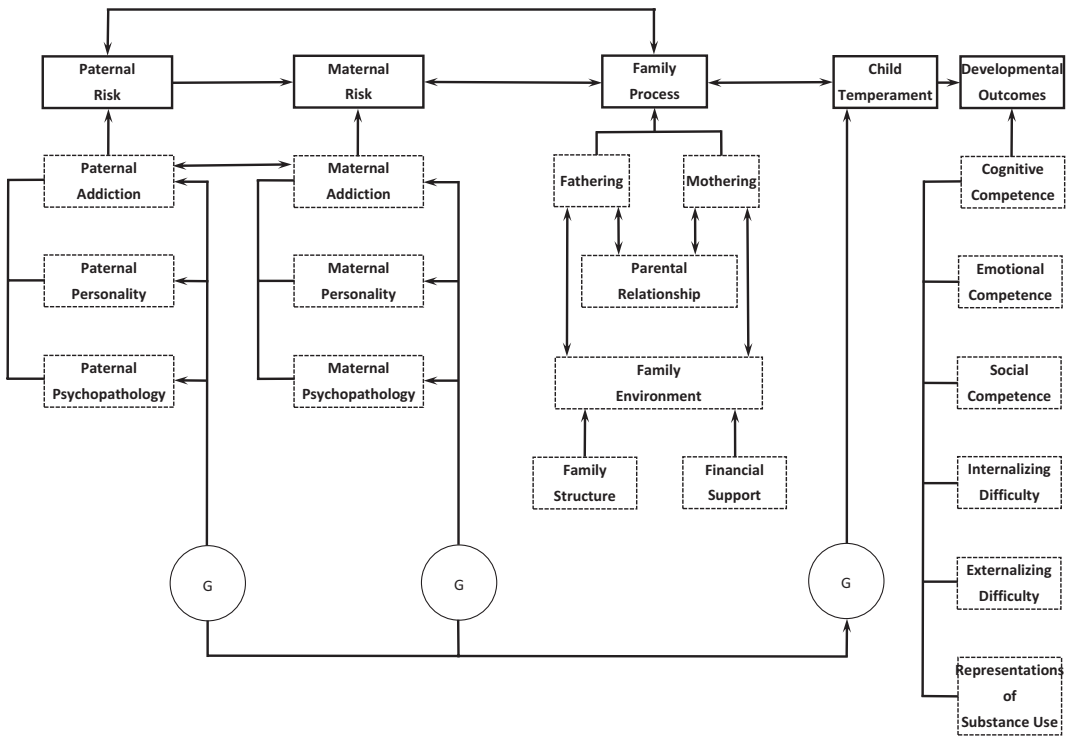 Paternal
Risk
Maternal
Risk
Family
Process
Child
Temperament
Developmental
Outcomes
Paternal
Addiction
Maternal
Addiction
Fathering
Mothering
Cognitive
Competence
Paternal
Personality
Maternal
Personality
Parental
Relationship
Emotional
Competence
Paternal
Psychopathology
Maternal
Psychopathology
Family
Environment
Social
Competence
Family
Structure
Financial
Support
Internalizing
Difficulty
G
G
G
Externalizing
Difficulty
Representations
of
Substance Use